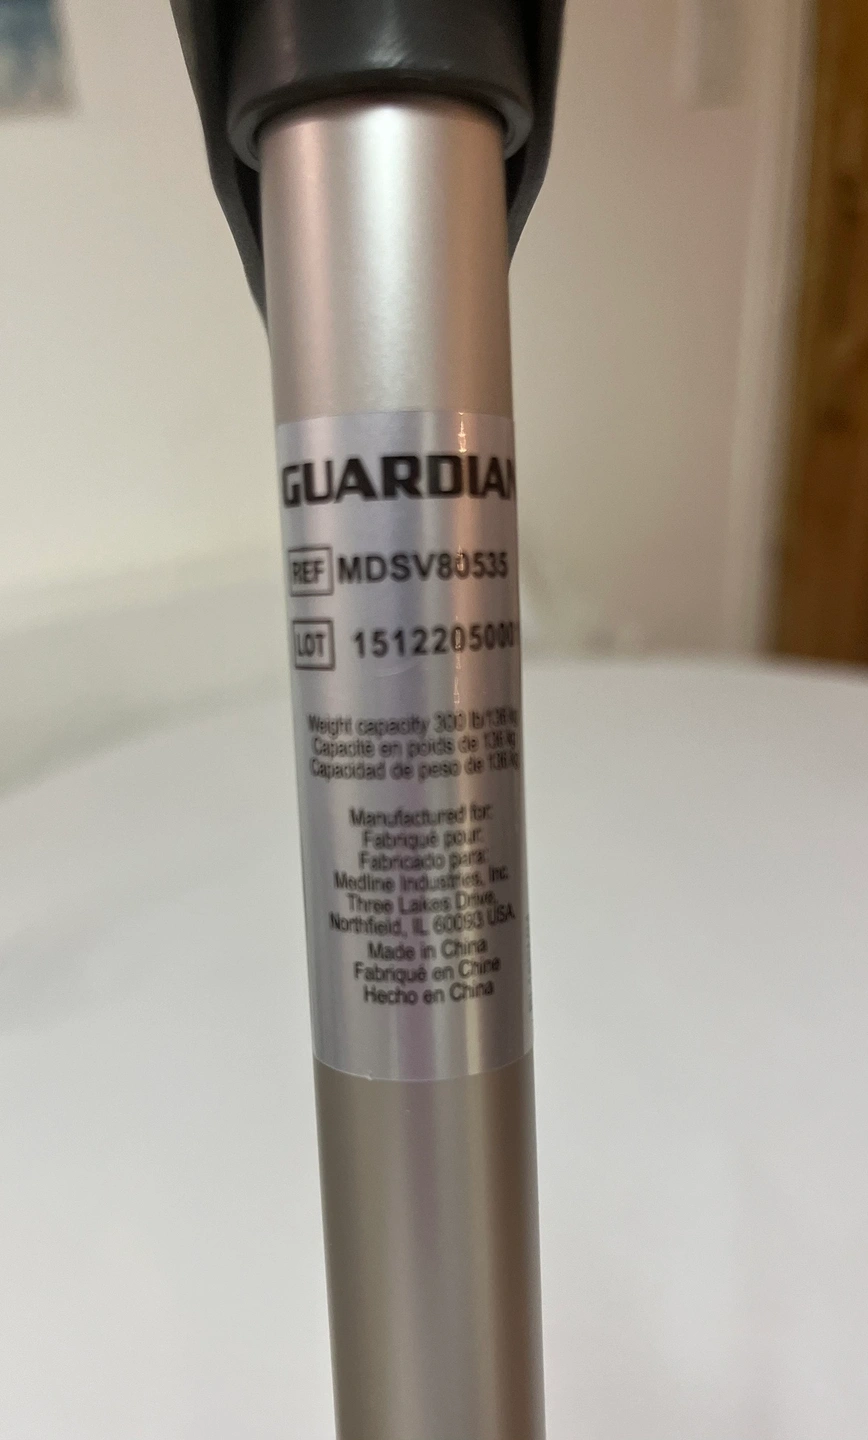 GUARDIAN
REF MDSV80535
LOT 1512205000
Weight capacity 300 lb/136 kg
Capacité en poids de 136 kg
Capacidad de peso de 136 kg
Manufactured for:
Fabriqué pour:
Fabricado para:
Medline Industries, Inc.
Three Lakes Drive,
Northfield, IL 60093 USA
Made in China
Fabriqué en Chine
Hecho en China